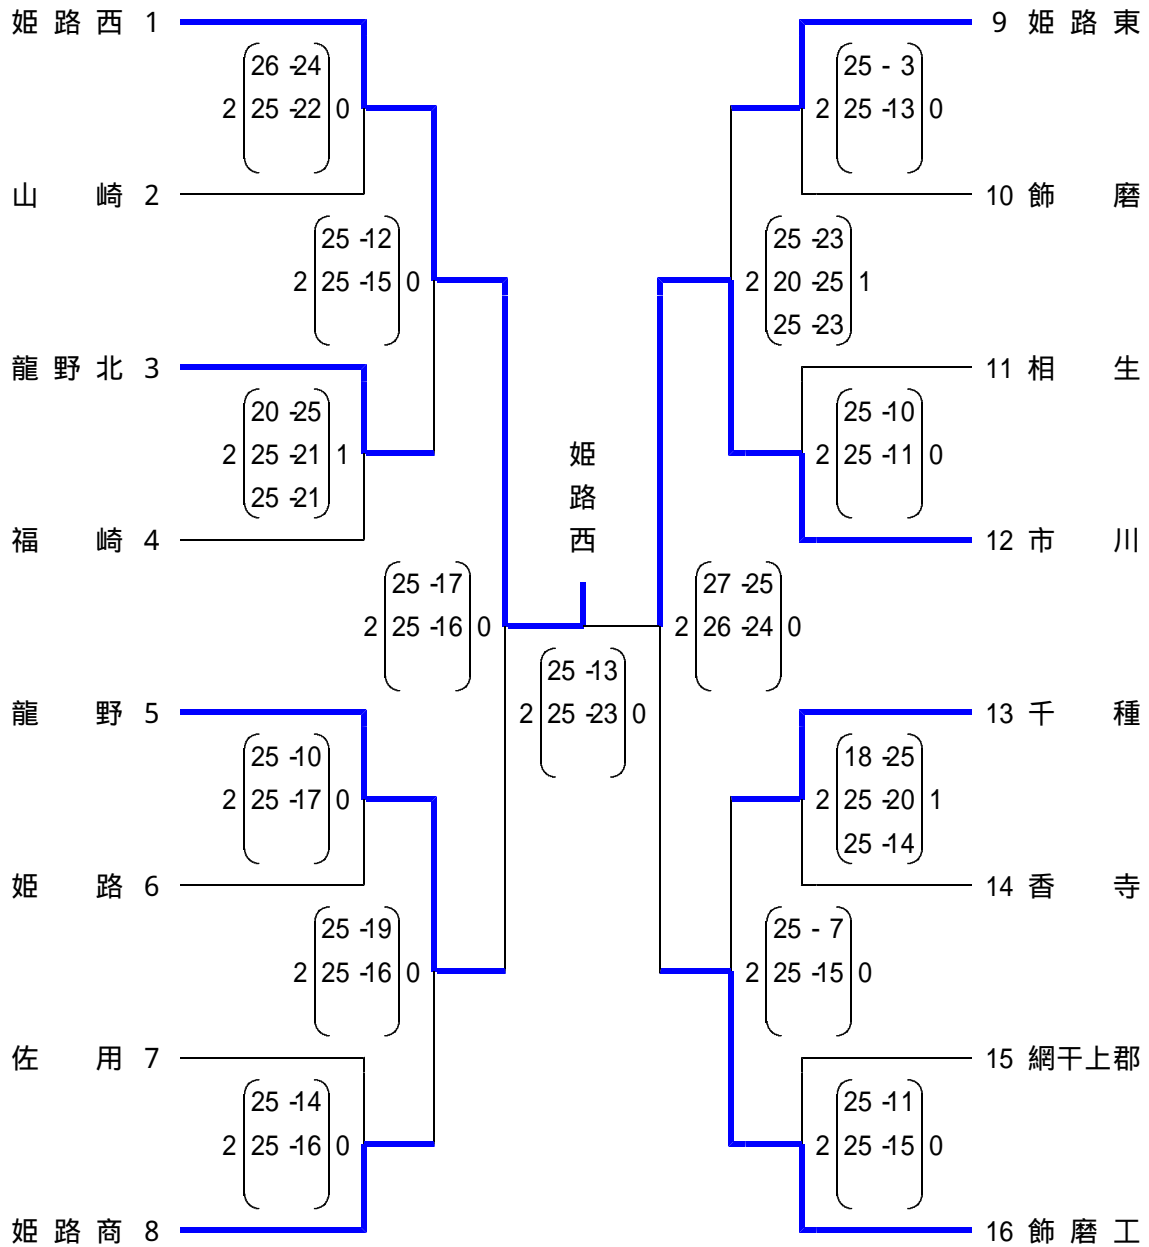 姫路西 1
26 -24
2 25 -22 0
山崎 2
25 -12
2 25 -15 0
龍野北 3
20 -25
2 25 -21 1
25 -21
福崎 4
25 -17
2 25 -16 0
龍野 5
25 -10
2 25 -17 0
姫路 6
25 -19
2 25 -16 0
佐用 7
25 -14
2 25 -16 0
姫路商 8
姫路西
25 -13
2 25 -23 0
9 姫路東
25 - 3
2 25 -13 0
10 飾磨
25 -23
2 20 -25 1
25 -23
11 相生
25 -10
2 25 -11 0
12 市川
27 -25
2 26 -24 0
13 千種
18 -25
2 25 -20 1
25 -14
14 香寺
25 - 7
2 25 -15 0
15 網干上郡
25 -11
2 25 -15 0
16 飾磨工